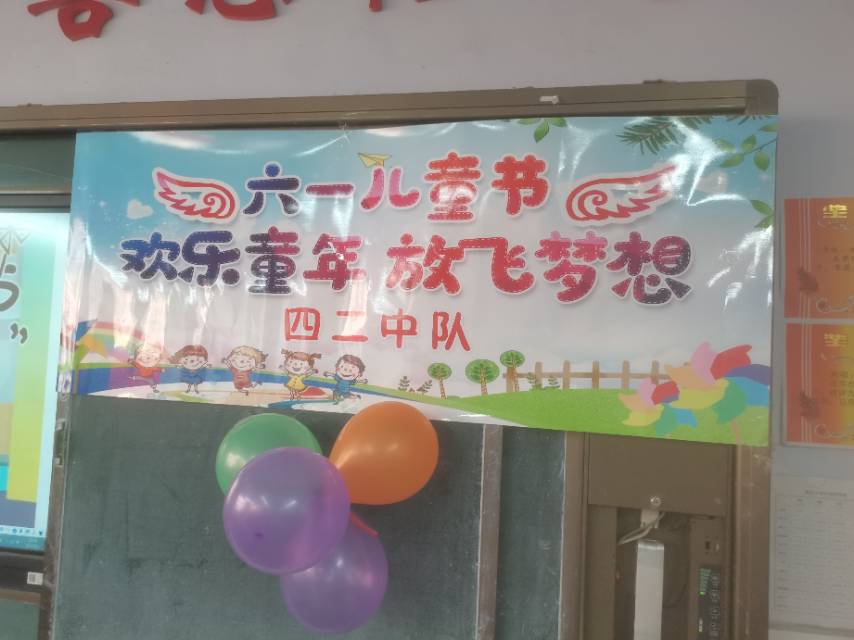 六一儿童节
欢乐童年 放飞梦想
四二中队